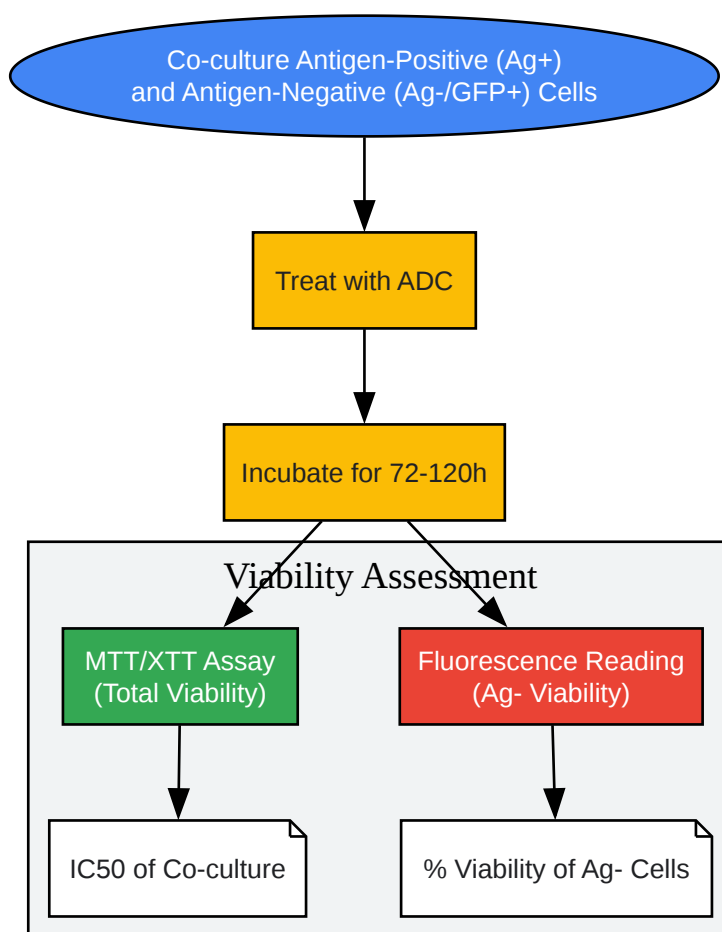 Co-culture Antigen-Positive (Ag+)
and Antigen-Negative (Ag-/GFP+) Cells
Treat with ADC
Incubate for 72-120h
Viability Assessment
MTT/XTT Assay
(Total Viability)
Fluorescence Reading
(Ag- Viability)
IC50 of Co-culture
% Viability of Ag- Cells